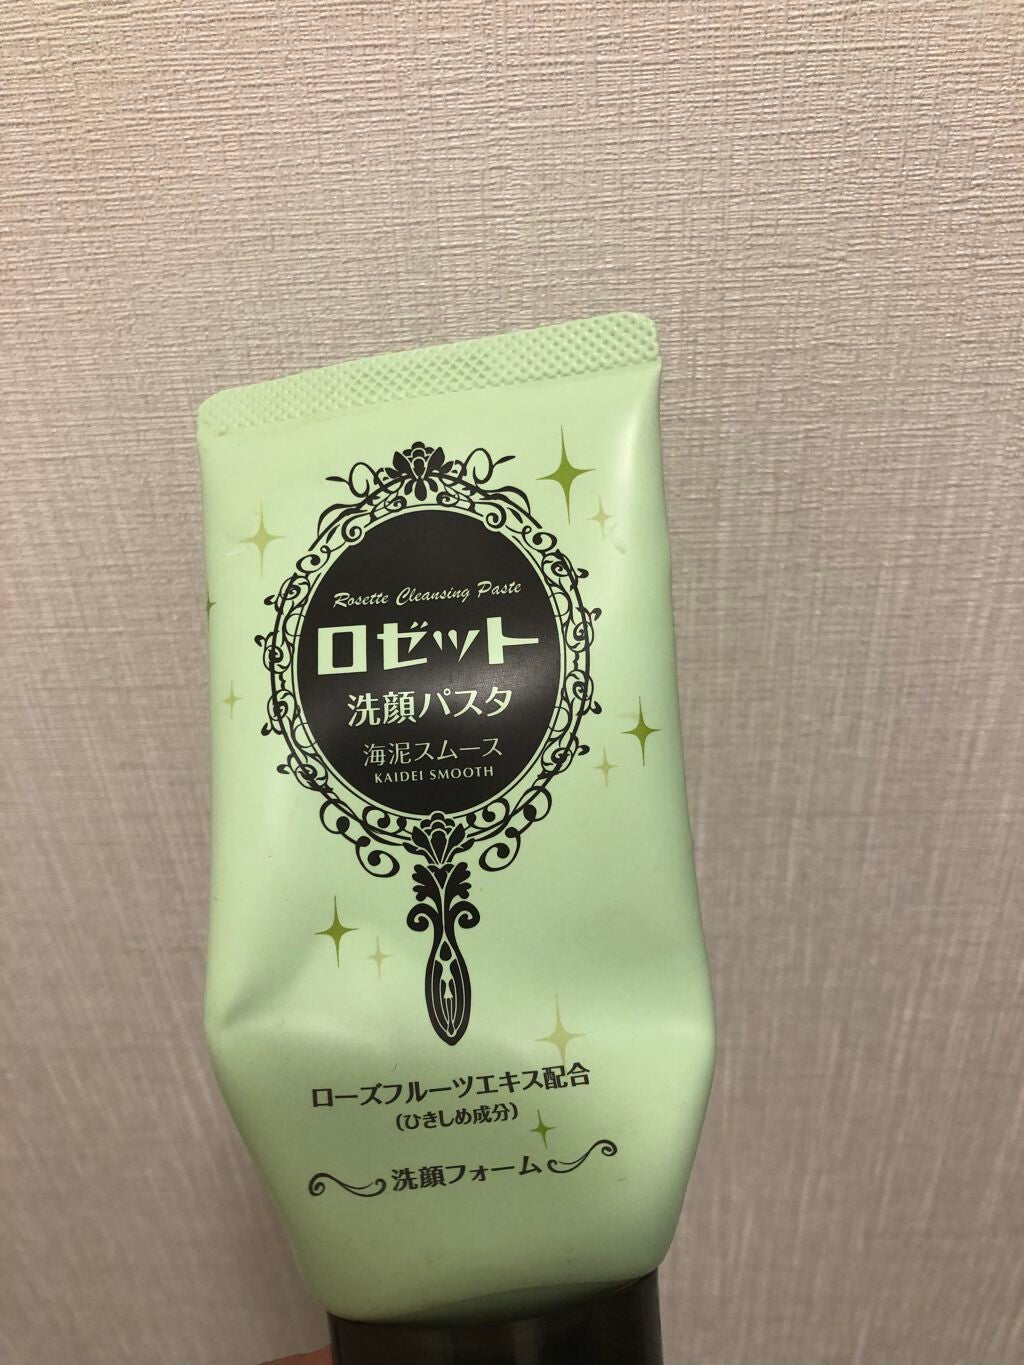 Rosette Cleansing Paste
ロゼット
洗顔パスタ
海泥スムース
KAIDEI SMOOTH
ローズフルーツエキス配合
(ひきしめ成分)
洗顔フォーム